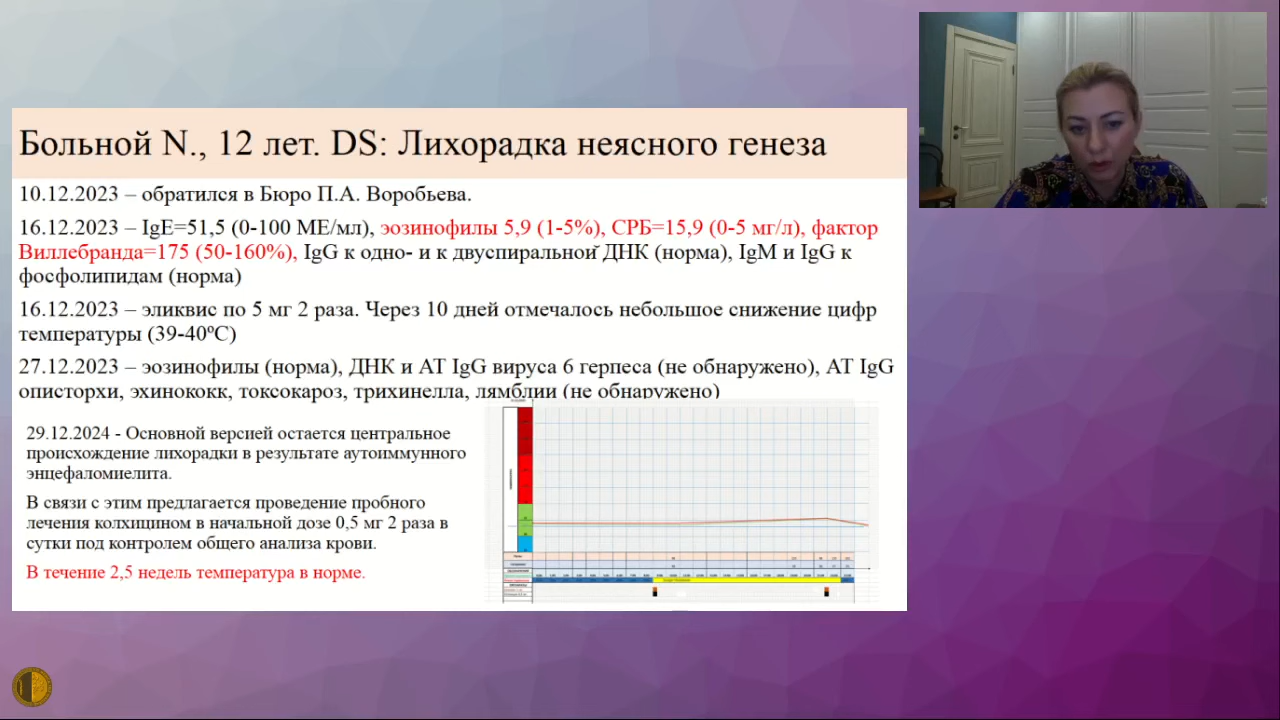 Больной N., 12 лет. DS: Лихорадка неясного генеза
10.12.2023 – обратился в Бюро П.А. Воробьева.
16.12.2023 – IgE=51,5 (0-100 МЕ/мл), эозинофилы 5,9 (1-5%), СРБ=15,9 (0-5 мг/л), фактор
Виллебранда=175 (50-160%), IgG к одно- и к двуспиральной ДНК (норма), IgM и IgG к
фосфолипидам (норма)
16.12.2023 – эликвис по 5 мг 2 раза. Через 10 дней отмечалось небольшое снижение цифр
температуры (39-40ºС)
27.12.2023 – эозинофилы (норма), ДНК и АТ IgG вируса 6 герпеса (не обнаружено), АТ IgG
описторхи, эхинококк, токсокароз, трихинелла, лямблии (не обнаружено)
29.12.2024 - Основной версией остается центральное
происхождение лихорадки в результате аутоиммунного
энцефаломиелита.
В связи с этим предлагается проведение пробного
лечения колхицином в начальной дозе 0,5 мг 2 раза в
сутки под контролем общего анализа крови.
В течение 2,5 недель температура в норме.